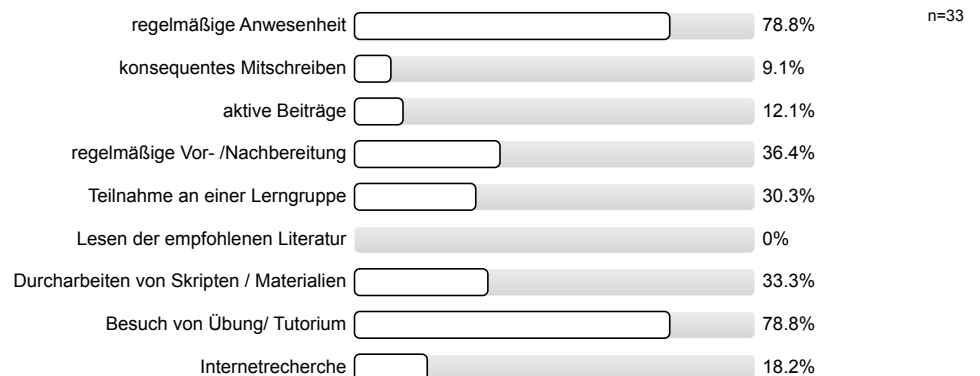 regelmäßige Anwesenheit 78.8% n=33
konsequentes Mitschreiben 9.1%
aktive Beiträge 12.1%
regelmäßige Vor- /Nachbereitung 36.4%
Teilnahme an einer Lerngruppe 30.3%
Lesen der empfohlenen Literatur 0%
Durcharbeiten von Skripten / Materialien 33.3%
Besuch von Übung/ Tutorium 78.8%
Internetrecherche 18.2%